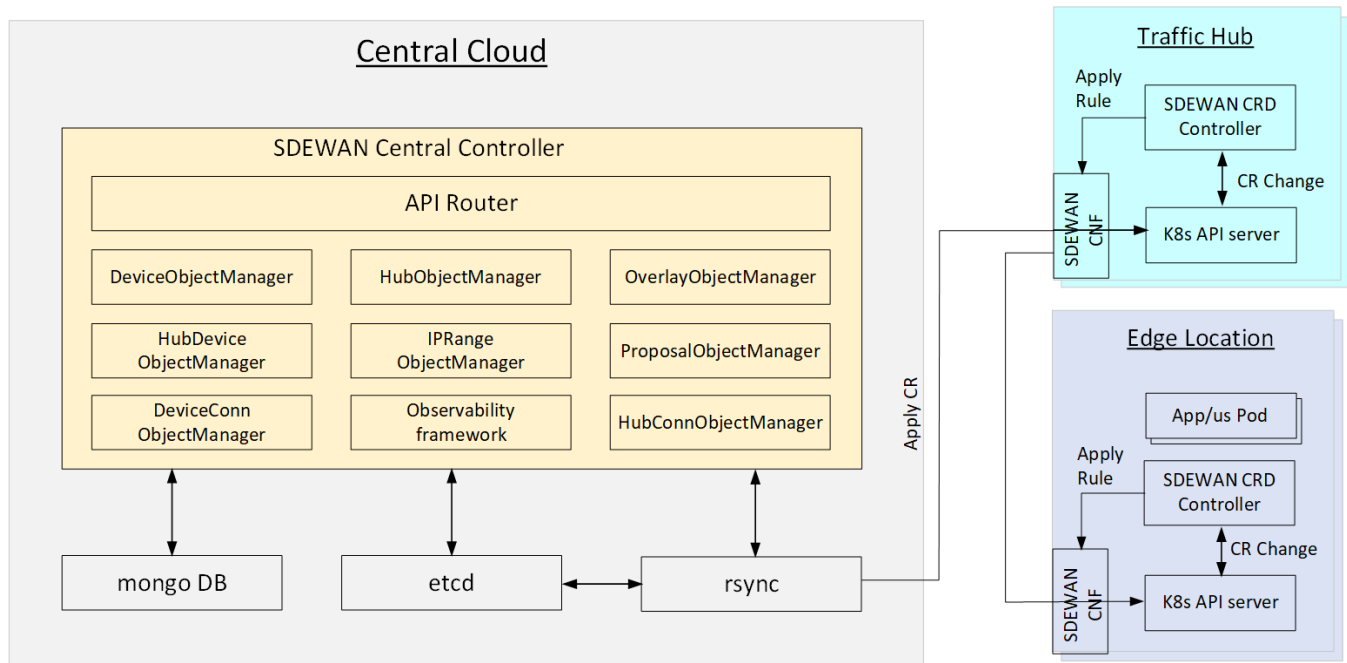 Central Cloud
SDEWAN Central Controller
API Router
DeviceObjectManager
HubObjectManager
OverlayObjectManager
HubDevice
ObjectManager
IPRange
ObjectManager
ProposalObjectManager
DeviceConn
ObjectManager
Observability
framework
HubConnObjectManager
mongo DB
etcd
rsync
Apply CR
Traffic Hub
Apply
Rule
SDEWAN CRD
Controller
CR Change
SDEWAN
CNF
K8s API server
Edge Location
App/us Pod
Apply
Rule
SDEWAN CRD
Controller
CR Change
SDEWAN
CNF
K8s API server